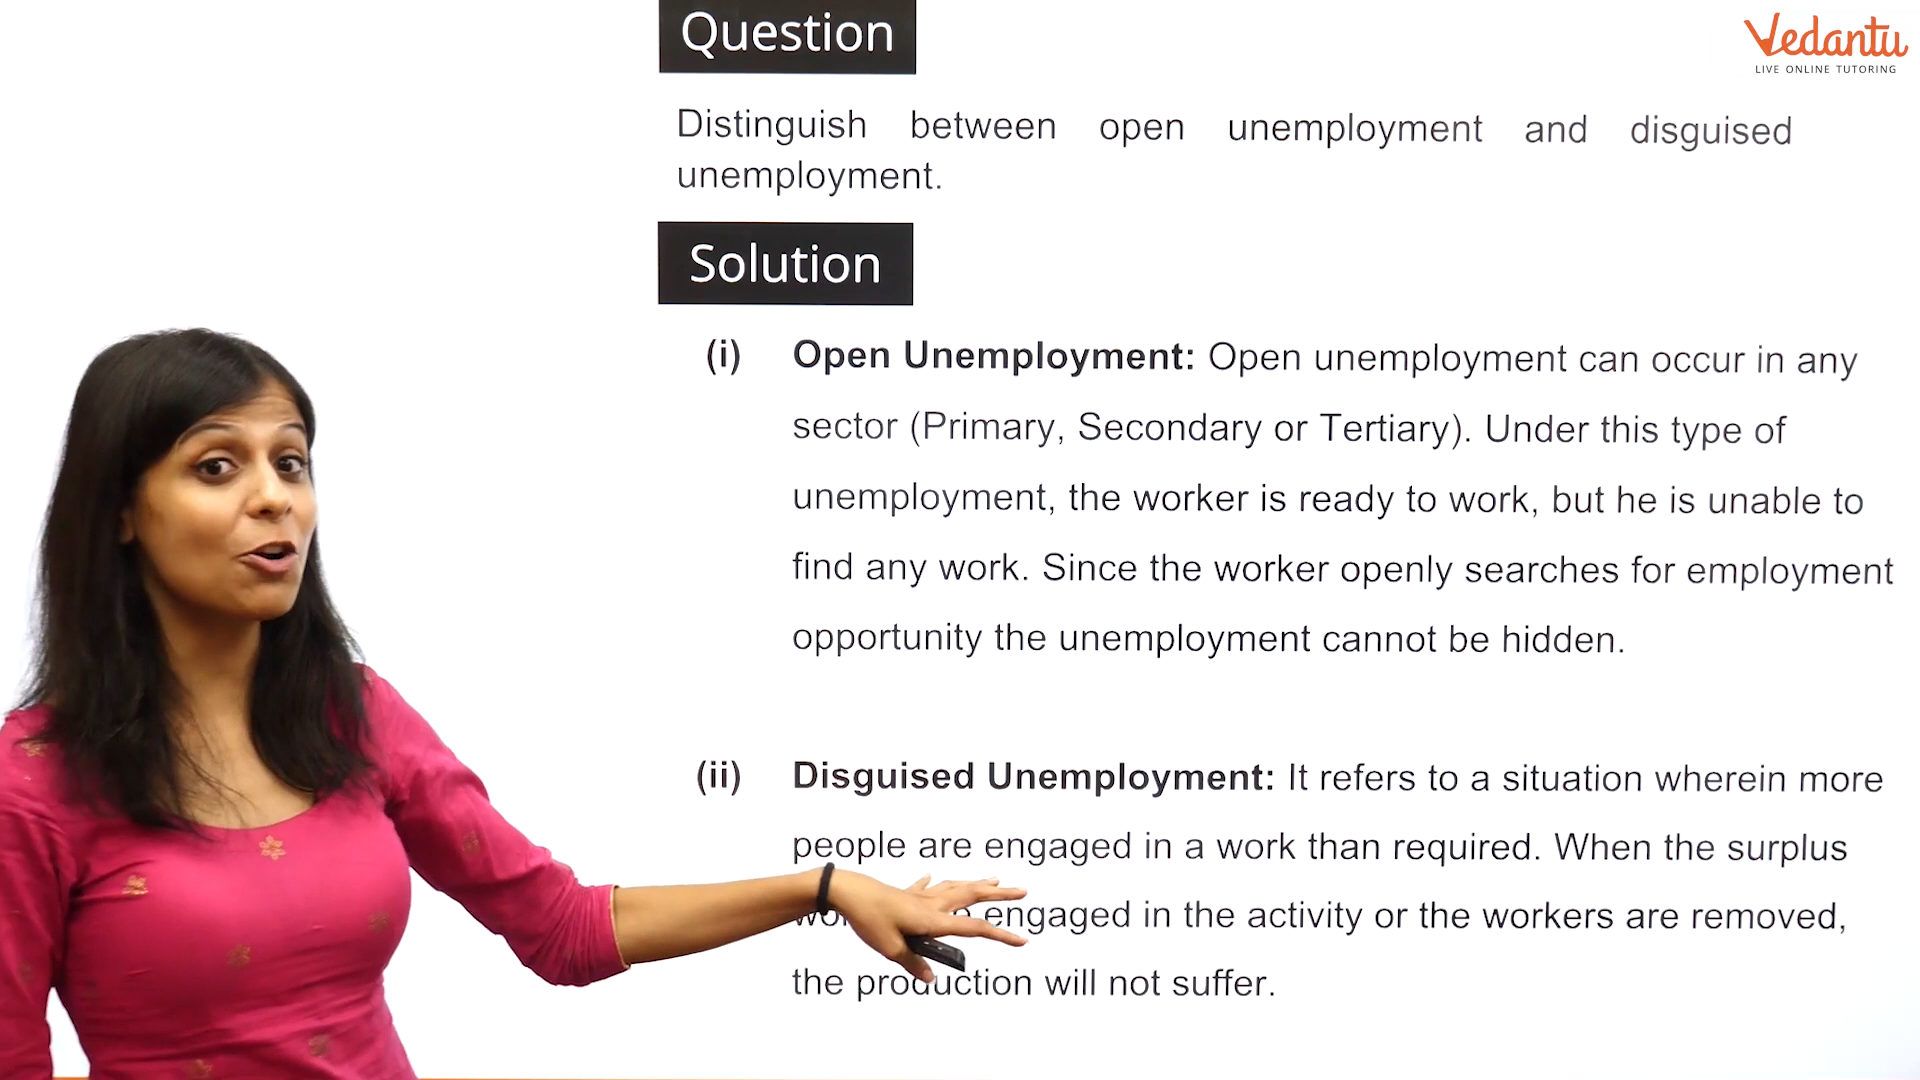 Question
Vedantu
LIVE ONLINE TUTORING
Distinguish between open unemployment and disguised
unemployment.
Solution
(i) Open Unemployment: Open unemployment can occur in any
sector (Primary, Secondary or Tertiary). Under this type of
unemployment, the worker is ready to work, but he is unable to
find any work. Since the worker openly searches for employment
opportunity the unemployment cannot be hidden.
(ii) Disguised Unemployment: It refers to a situation wherein more
people are engaged in a work than required. When the surplus
engaged in the activity or the workers are removed,
the production will not suffer.